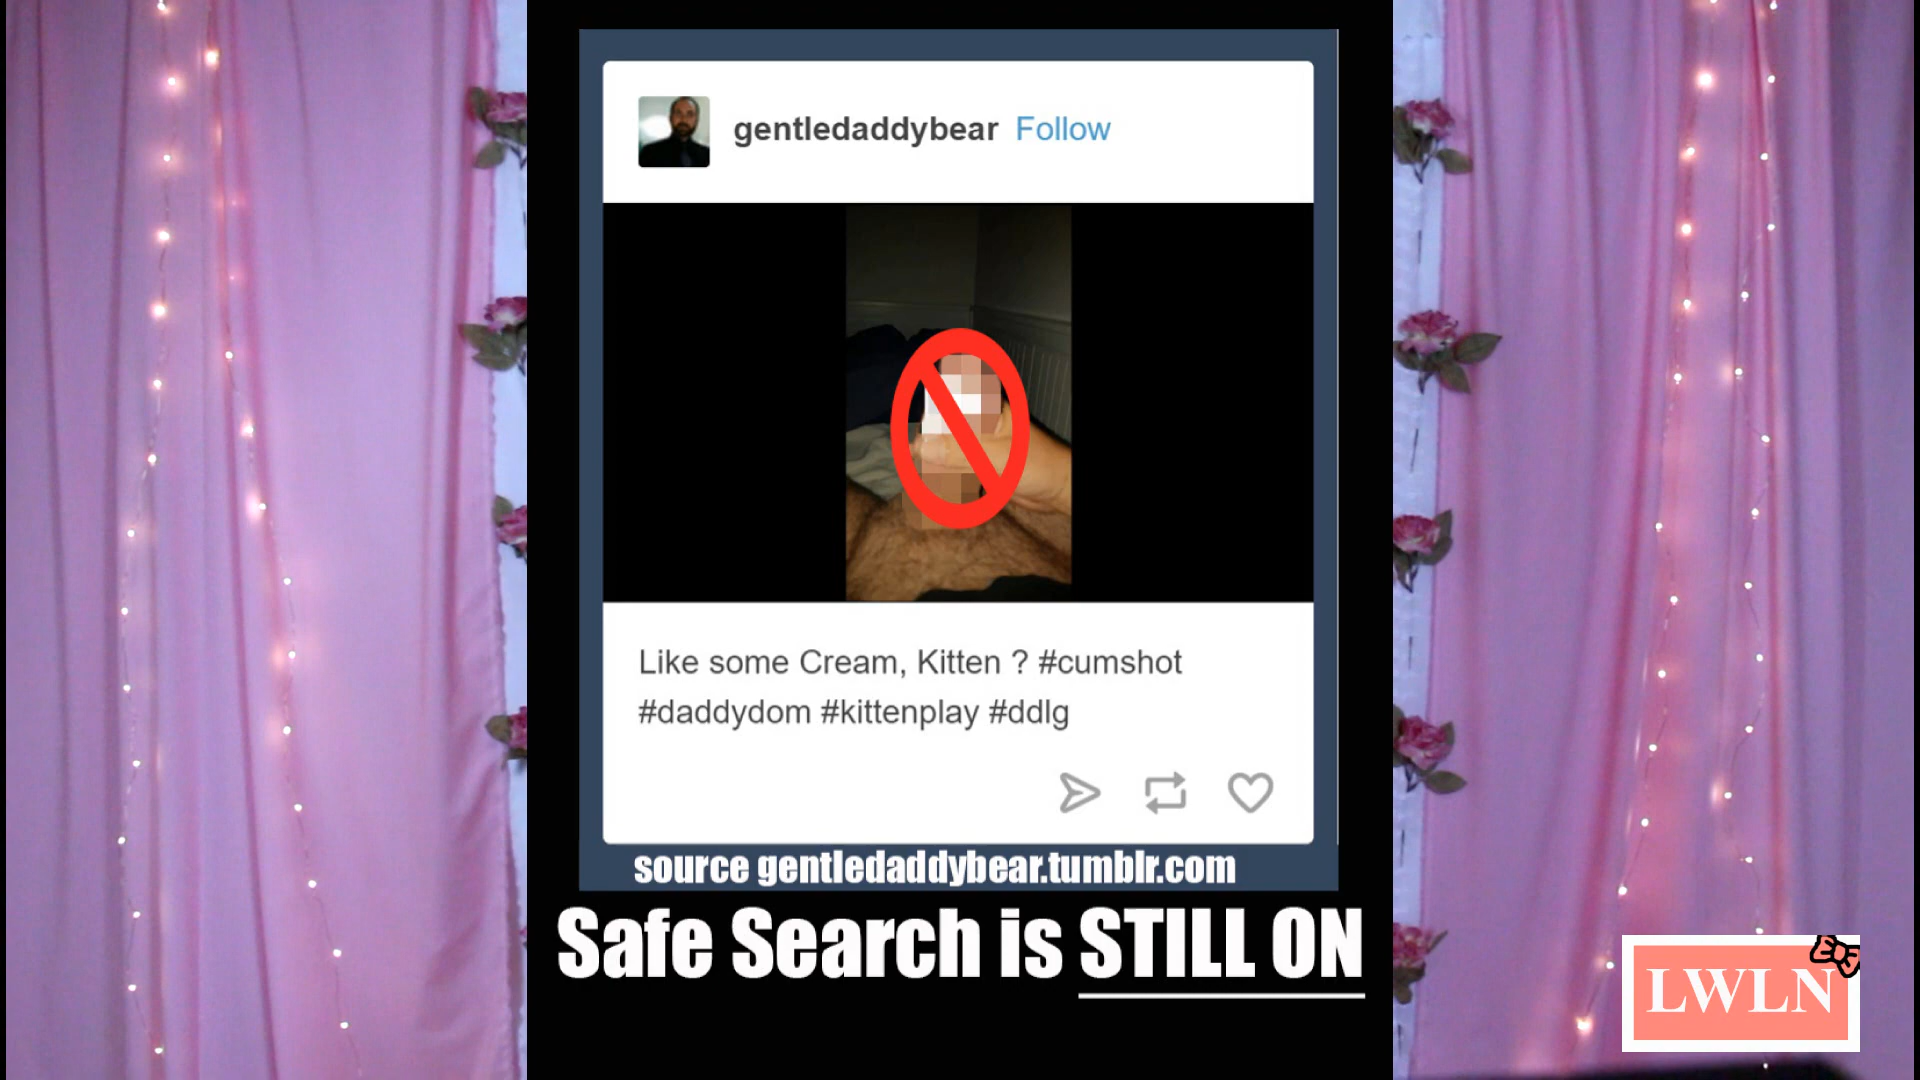 gentledaddybear Follow
Like some Cream, Kitten ? #cumshot
#daddydom #kittenplay #ddlg
source gentledaddybear.tumblr.com
Safe Search is STILL ON
LWLN